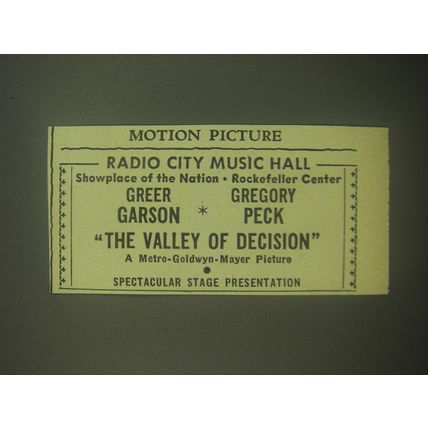 MOTION PICTURE
RADIO CITY MUSIC HALL
Showplace of the Nation • Rockefeller Center
GREER GREGORY
GARSON * PECK
"THE VALLEY OF DECISION"
A Metro-Goldwyn-Mayer Picture
•
SPECTACULAR STAGE PRESENTATION